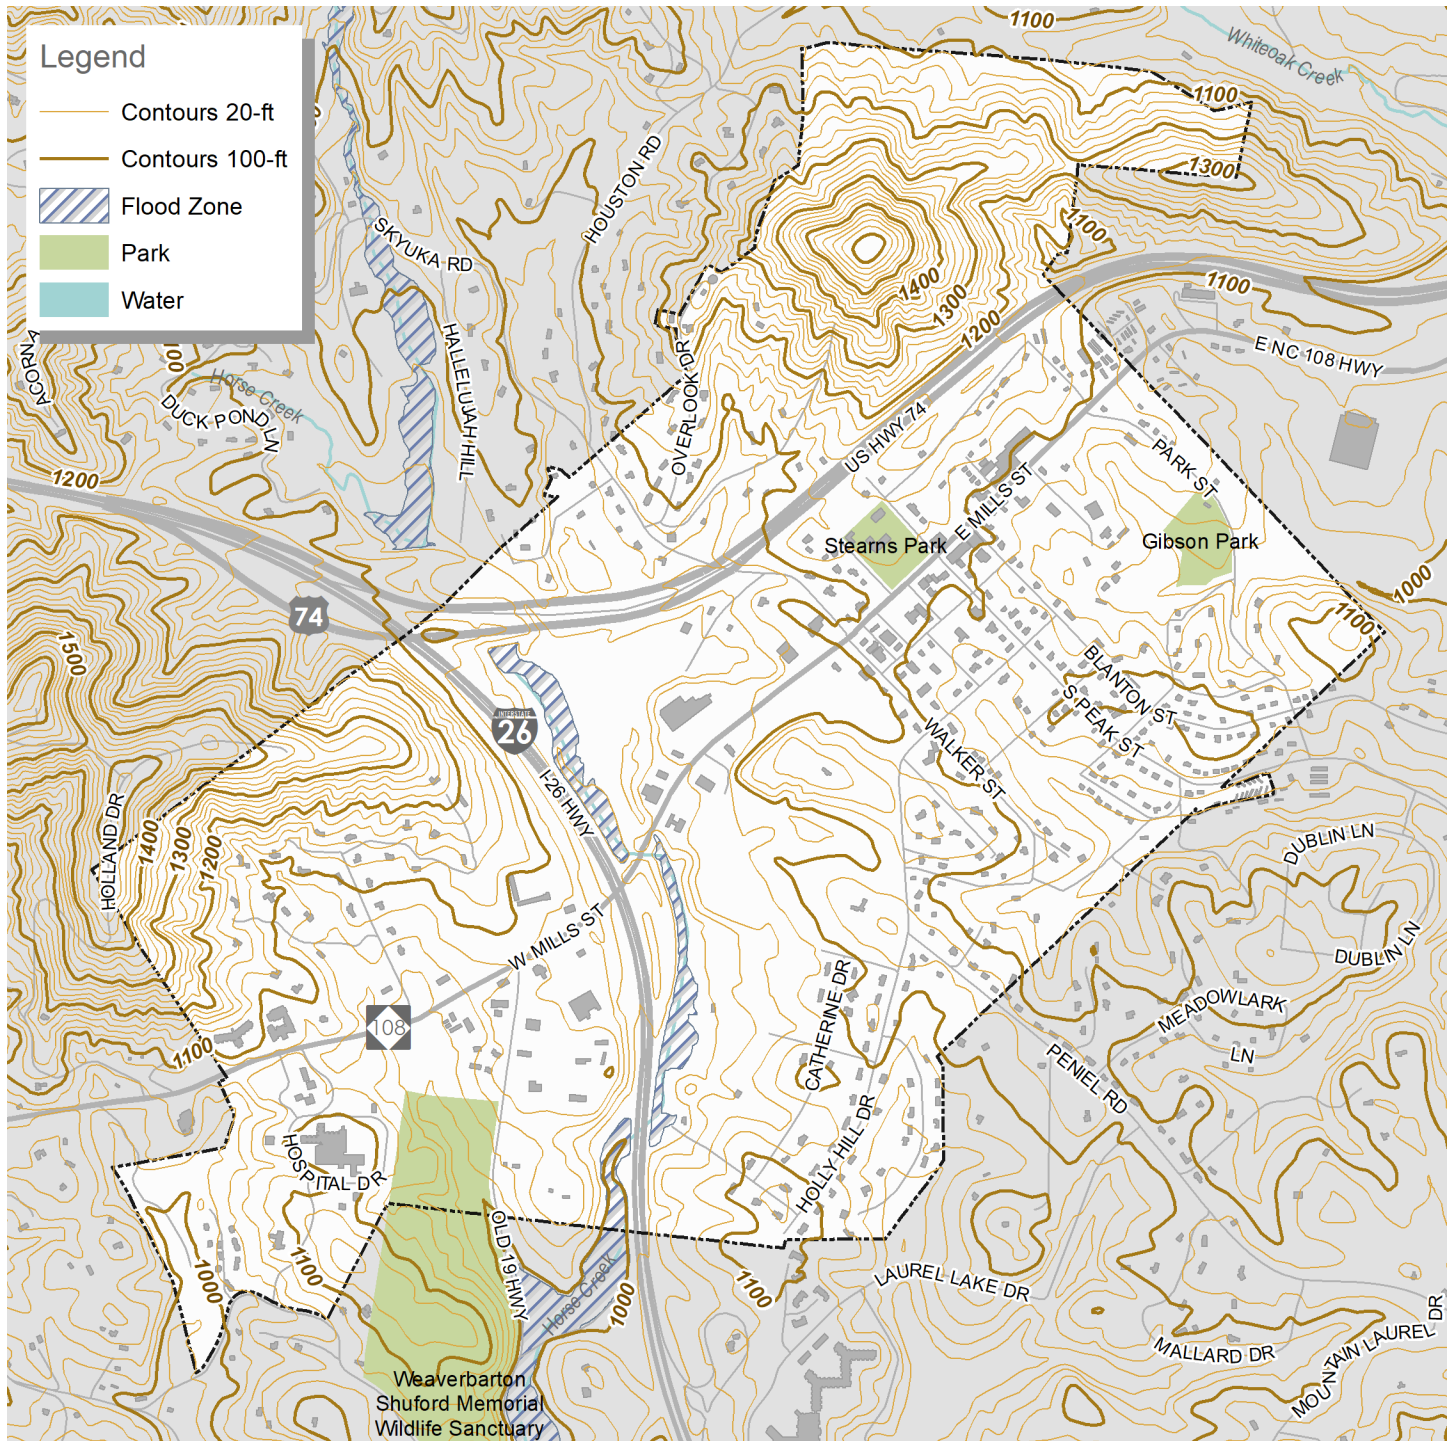 Legend
Contours 20-ft
Contours 100-ft
Flood Zone
Park
Water
1100
Whiteoak Creek
1100
1300
1100
1100
HOUSTON RD
SKYUKA RD
1400
1300
1200
E NC 108 HWY
HALLELUJAH HILL
OVERLOOK DR
Horse Creek
DUCK POND LN
US HWY 74
PARK ST
1200
E MILLS ST
Stearns Park
Gibson Park
1000
1100
74
1500
BLANTON ST
S PEAK ST
INTERSTATE
26
WALKER ST
I-26 HWY
HOLLAND DR
1400
1300
1200
DUBLIN LN
W MILLS ST
DUBLIN LN
CATHERINE DR
MEADOWLARK
LN
108
1100
PENIEL RD
HOSPITAL DR
HOLLY HILL DR
OLD 19 HWY
1000
1100
Horse Creek
1000
1100
LAUREL LAKE DR
MALLARD DR
MOUNTAIN LAUREL DR
Weaverbarton
Shuford Memorial
Wildlife Sanctuary